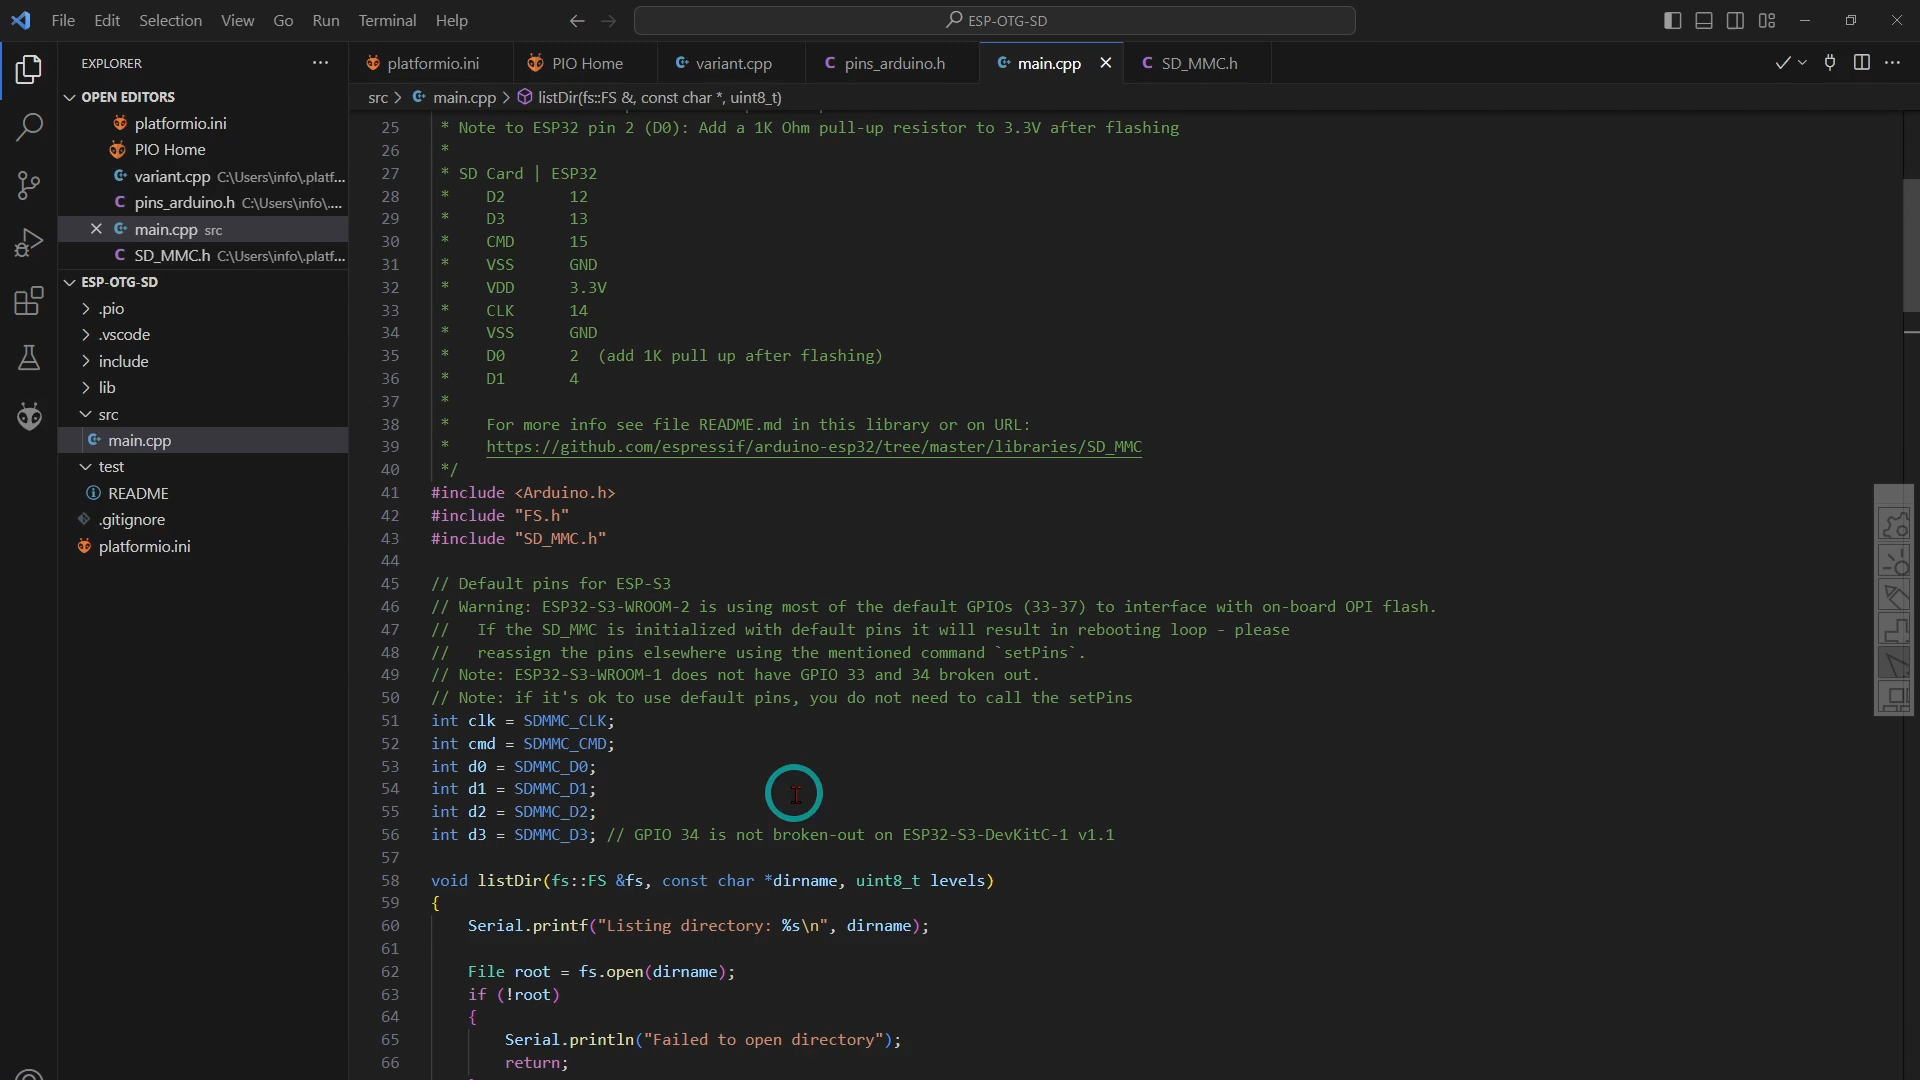 File Edit Selection View Go Run Terminal Help
ESP-OTG-SD
EXPLORER
platformio.ini
PIO Home
variant.cpp
pins_arduino.h
main.cpp
SD_MMC.h
OPEN EDITORS
src > main.cpp > listDir(fs::FS &, const char *, uint8_t)
platformio.ini
PIO Home
variant.cpp C:\Users\info\.platf...
pins_arduino.h C:\Users\info\....
main.cpp src
SD_MMC.h C:\Users\info\.platf...
ESP-OTG-SD
.pio
.vscode
include
lib
src
main.cpp
test
README
.gitignore
platformio.ini
25 * Note to ESP32 pin 2 (D0): Add a 1K Ohm pull-up resistor to 3.3V after flashing
26 *
27 * SD Card | ESP32
28 * D2 12
29 * D3 13
30 * CMD 15
31 * VSS GND
32 * VDD 3.3V
33 * CLK 14
34 * VSS GND
35 * D0 2 (add 1K pull up after flashing)
36 * D1 4
37 *
38 * For more info see file README.md in this library or on URL:
39 * https://github.com/espressif/arduino-esp32/tree/master/libraries/SD_MMC
40 */
41 #include <Arduino.h>
42 #include "FS.h"
43 #include "SD_MMC.h"
44
45 // Default pins for ESP-S3
46 // Warning: ESP32-S3-WROOM-2 is using most of the default GPIOs (33-37) to interface with on-board OPI flash.
47 // If the SD_MMC is initialized with default pins it will result in rebooting loop - please
48 // reassign the pins elsewhere using the mentioned command `setPins`.
49 // Note: ESP32-S3-WROOM-1 does not have GPIO 33 and 34 broken out.
50 // Note: if it's ok to use default pins, you do not need to call the setPins
51 int clk = SDMMC_CLK;
52 int cmd = SDMMC_CMD;
53 int d0 = SDMMC_D0;
54 int d1 = SDMMC_D1;
55 int d2 = SDMMC_D2;
56 int d3 = SDMMC_D3; // GPIO 34 is not broken-out on ESP32-S3-DevKitC-1 v1.1
57
58 void listDir(fs::FS &fs, const char *dirname, uint8_t levels)
59 {
60 Serial.printf("Listing directory: %s\n", dirname);
61
62 File root = fs.open(dirname);
63 if (!root)
64 {
65 Serial.println("Failed to open directory");
66 return;